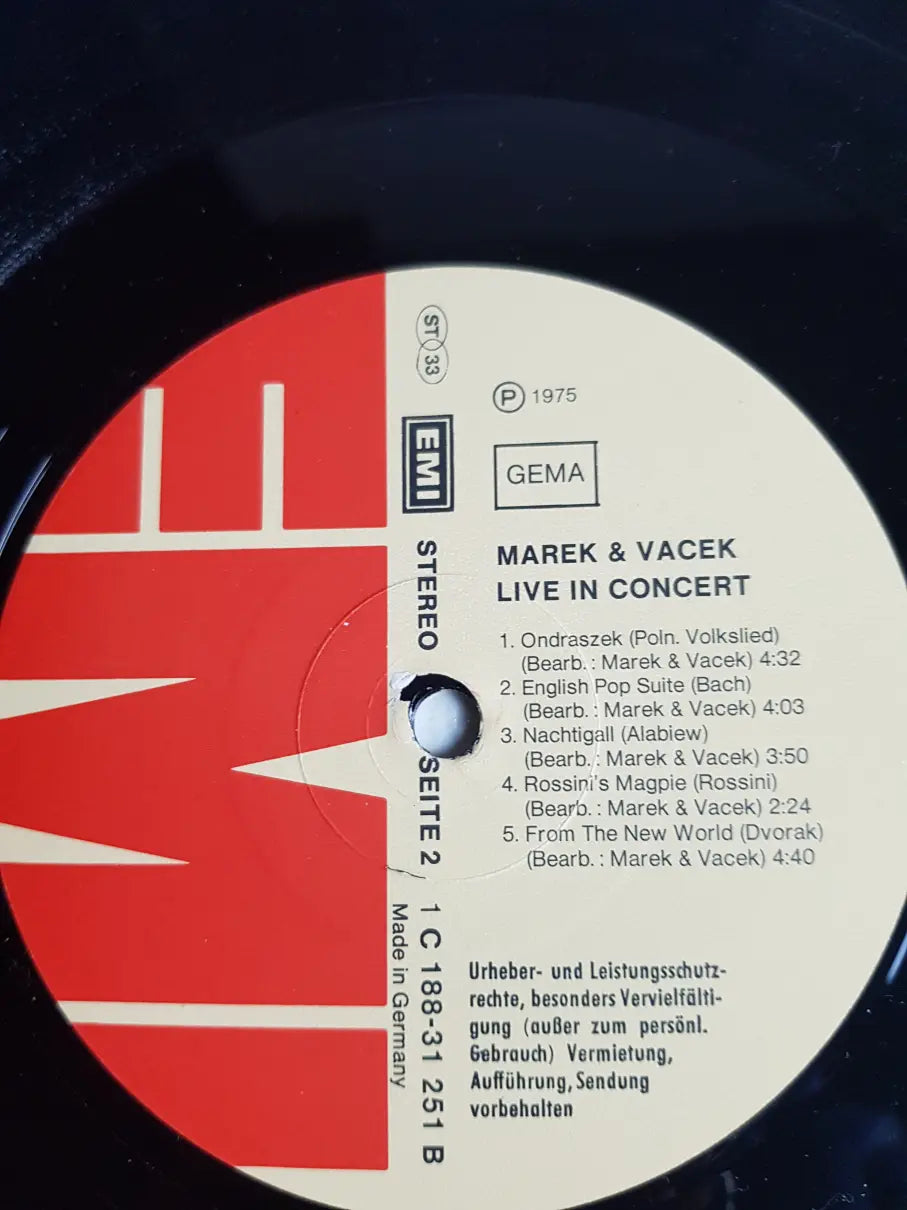 ST 33
EMI
STEREO
SEITE 2
1 C 188-31 251 B
Made in Germany
Ⓟ 1975
GEMA
MAREK & VACEK
LIVE IN CONCERT
1. Ondraszek (Poln. Volkslied)
(Bearb.: Marek & Vacek) 4:32
2. English Pop Suite (Bach)
(Bearb.: Marek & Vacek) 4:03
3. Nachtigall (Alabiew)
(Bearb.: Marek & Vacek) 3:50
4. Rossini's Magpie (Rossini)
(Bearb.: Marek & Vacek) 2:24
5. From The New World (Dvorak)
(Bearb.: Marek & Vacek) 4:40
Urheber- und Leistungsschutz-
rechte, besonders Vervielfälti-
gung (außer zum persönl.
Gebrauch) Vermietung,
Aufführung, Sendung
vorbehalten